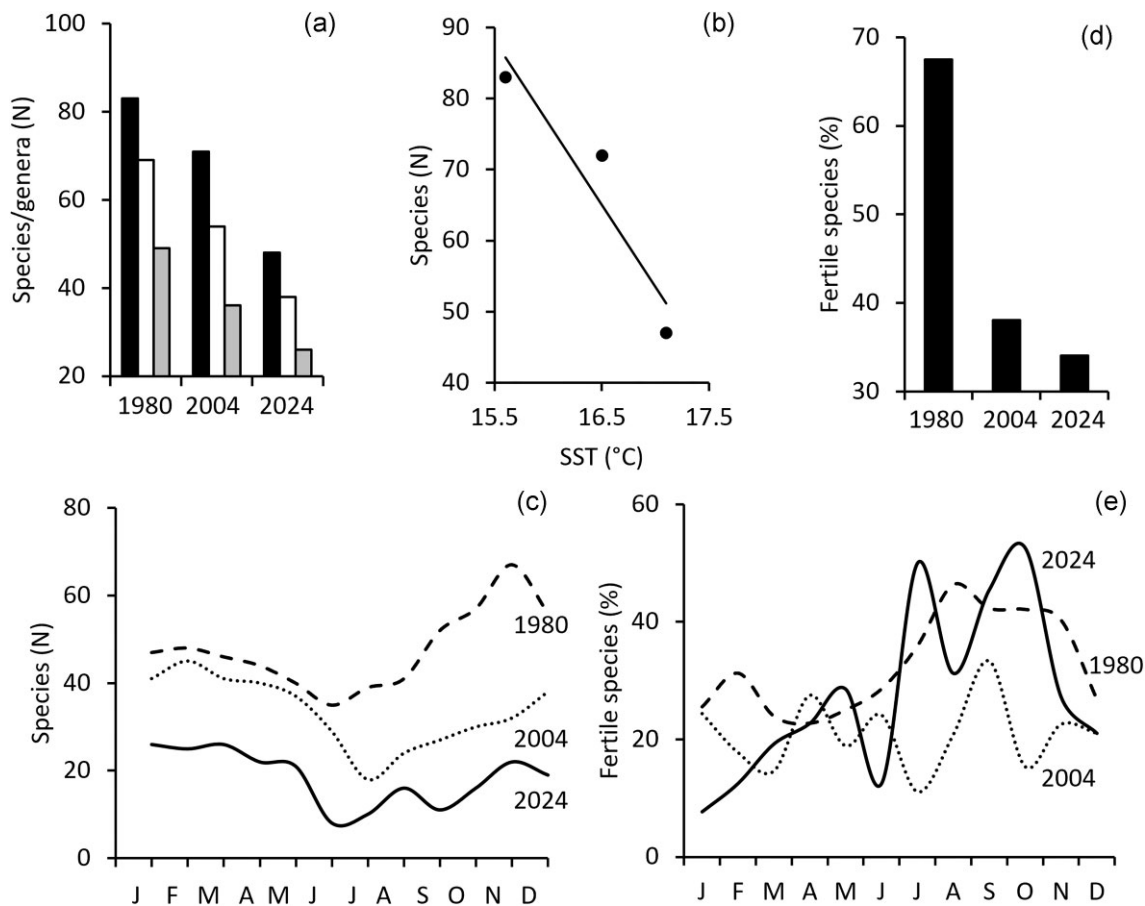 (a)
Species/genera (N)
100
80
60
40
20
1980 2004 2024
(b)
Species (N)
90
80
70
60
50
40
15.5 16.5 17.5
SST (°C)
(d)
Fertile species (%)
70
60
50
40
30
1980 2004 2024
(c)
Species (N)
80
60
40
20
0
1980
2004
2024
J F M A M J J A S O N D
(e)
Fertile species (%)
60
40
20
0
2024
1980
2004
J F M A M J J A S O N D